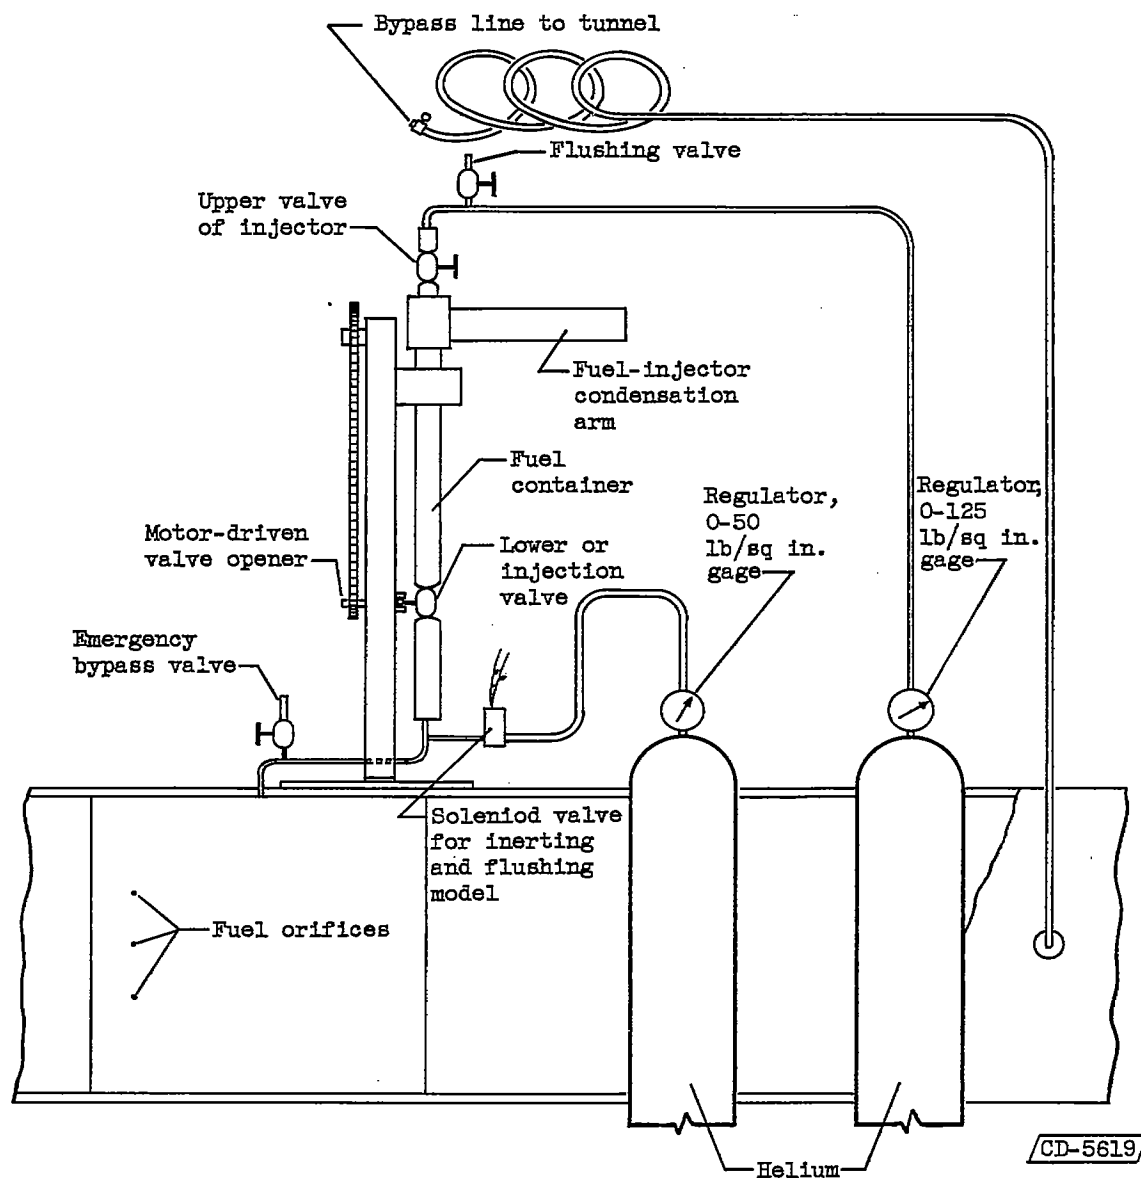 Bypass line to tunnel
Flushing valve
Upper valve
of injector
Fuel-injector
condensation
arm
Fuel
container
Regulator,
0-50
lb/sq in.
gage
Regulator,
0-125
lb/sq in.
gage
Motor-driven
valve opener
Lower or
injection
valve
Emergency
bypass valve
Soleniod valve
for inerting
and flushing
model
Fuel orifices
Helium
CD-5619